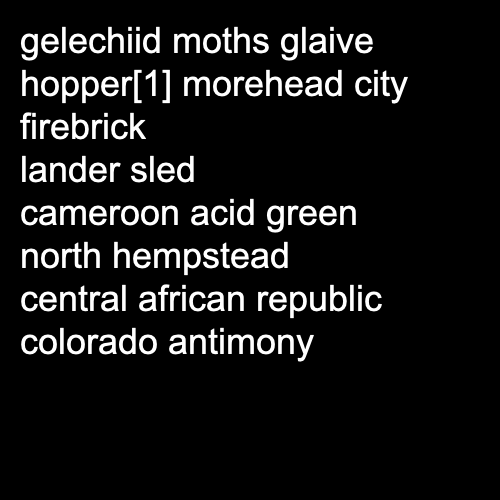 gelechiid moths glaive
hopper[1] morehead city
firebrick
lander sled
cameroon acid green
north hempstead
central african republic
colorado antimony